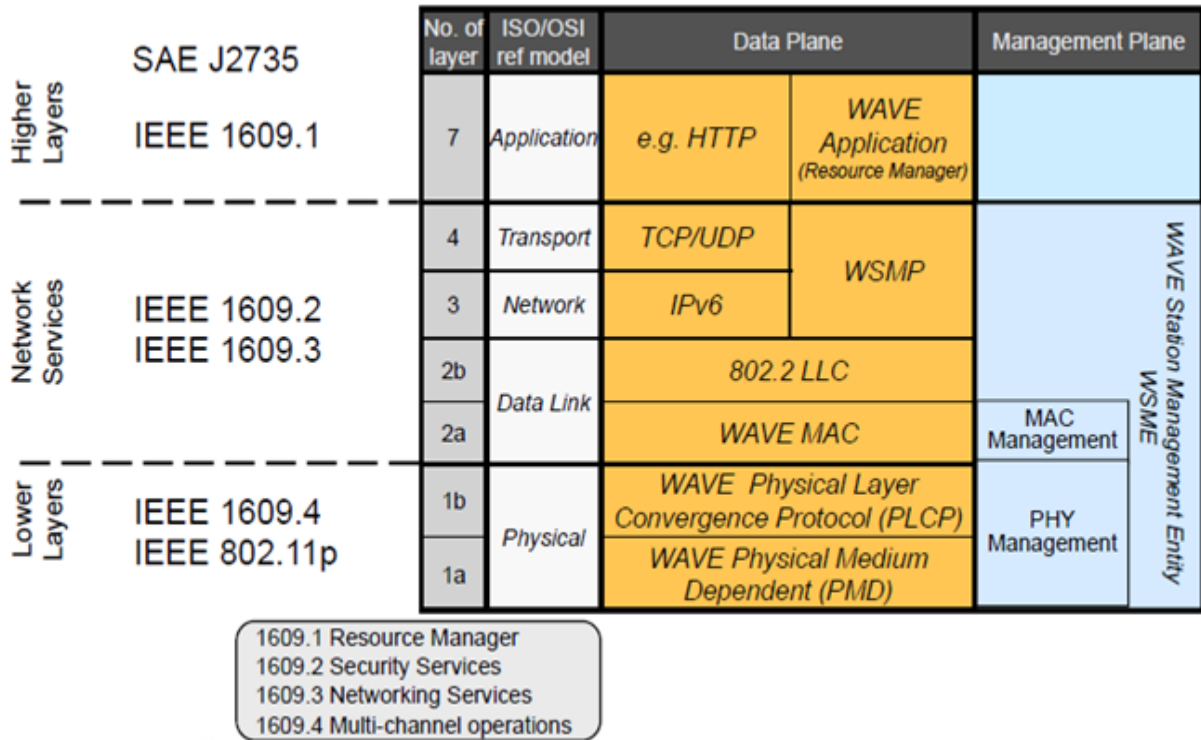 No. of
layer
ISO/OSI
ref model
Data Plane
Management Plane
Higher
Layers
SAE J2735
IEEE 1609.1
7
Application
e.g. HTTP
WAVE
Application
(Resource Manager)
Network
Services
IEEE 1609.2
IEEE 1609.3
4
Transport
TCP/UDP
WSMP
3
Network
IPv6
2b
Data Link
802.2 LLC
2a
WAVE MAC
MAC
Management
WAVE Station Management Entity
WSME
Lower
Layers
IEEE 1609.4
IEEE 802.11p
1b
Physical
WAVE Physical Layer
Convergence Protocol (PLCP)
PHY
Management
1a
WAVE Physical Medium
Dependent (PMD)
1609.1 Resource Manager
1609.2 Security Services
1609.3 Networking Services
1609.4 Multi-channel operations